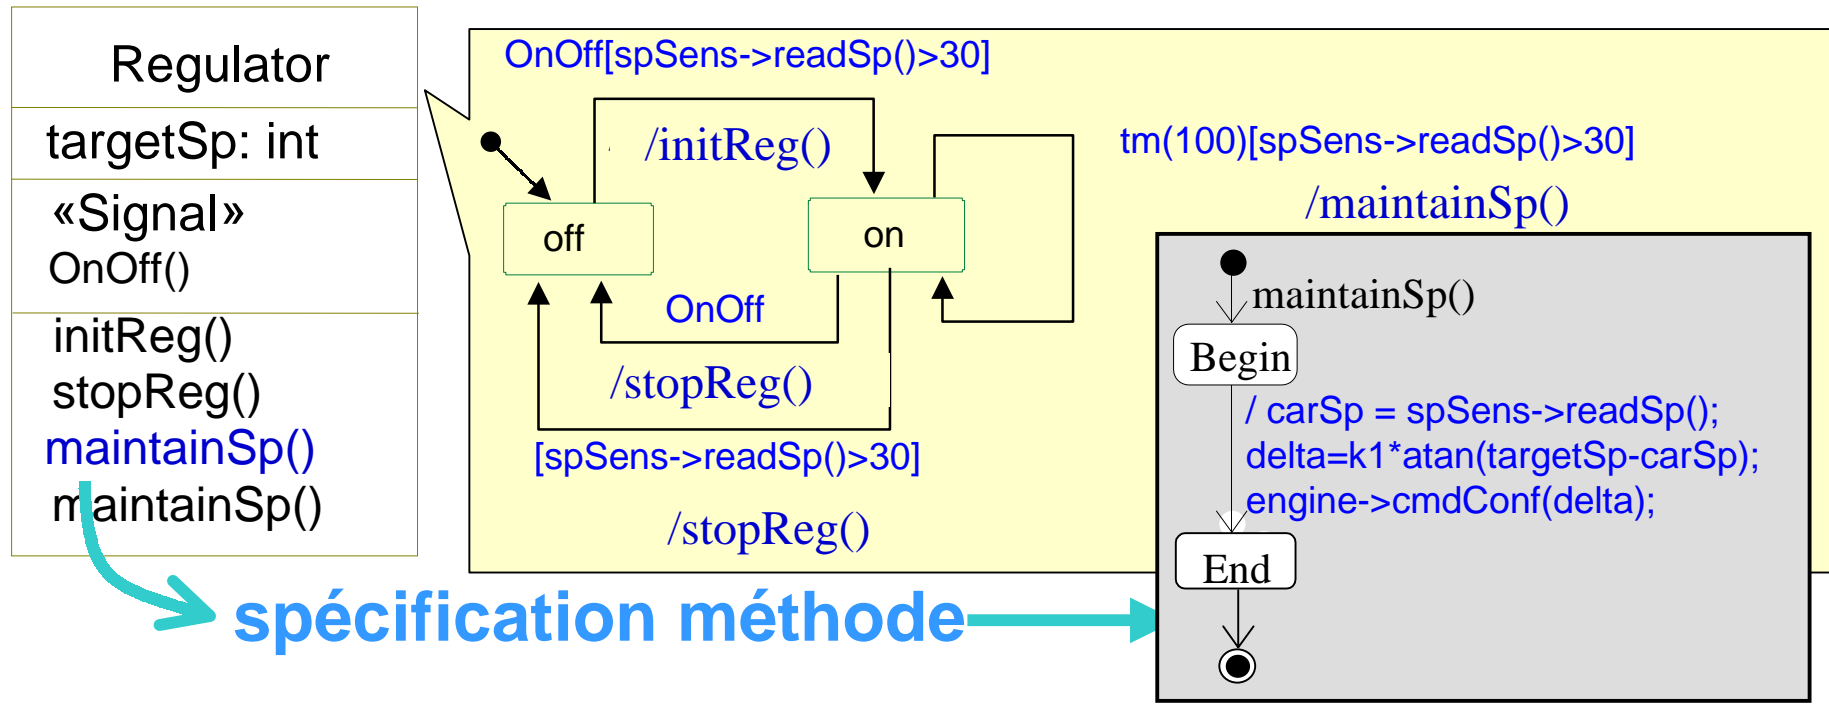 Regulator
targetSp: int
«Signal»
OnOff()
initReg()
stopReg()
maintainSp()
maintainSp()
OnOff[spSens->readSp()>30]
/initReg()
tm(100)[spSens->readSp()>30]
/maintainSp()
off
on
OnOff
/stopReg()
[spSens->readSp()>30]
/stopReg()
maintainSp()
Begin
/ carSp = spSens->readSp();
delta=k1*atan(targetSp-carSp);
engine->cmdConf(delta);
End
spécification méthode